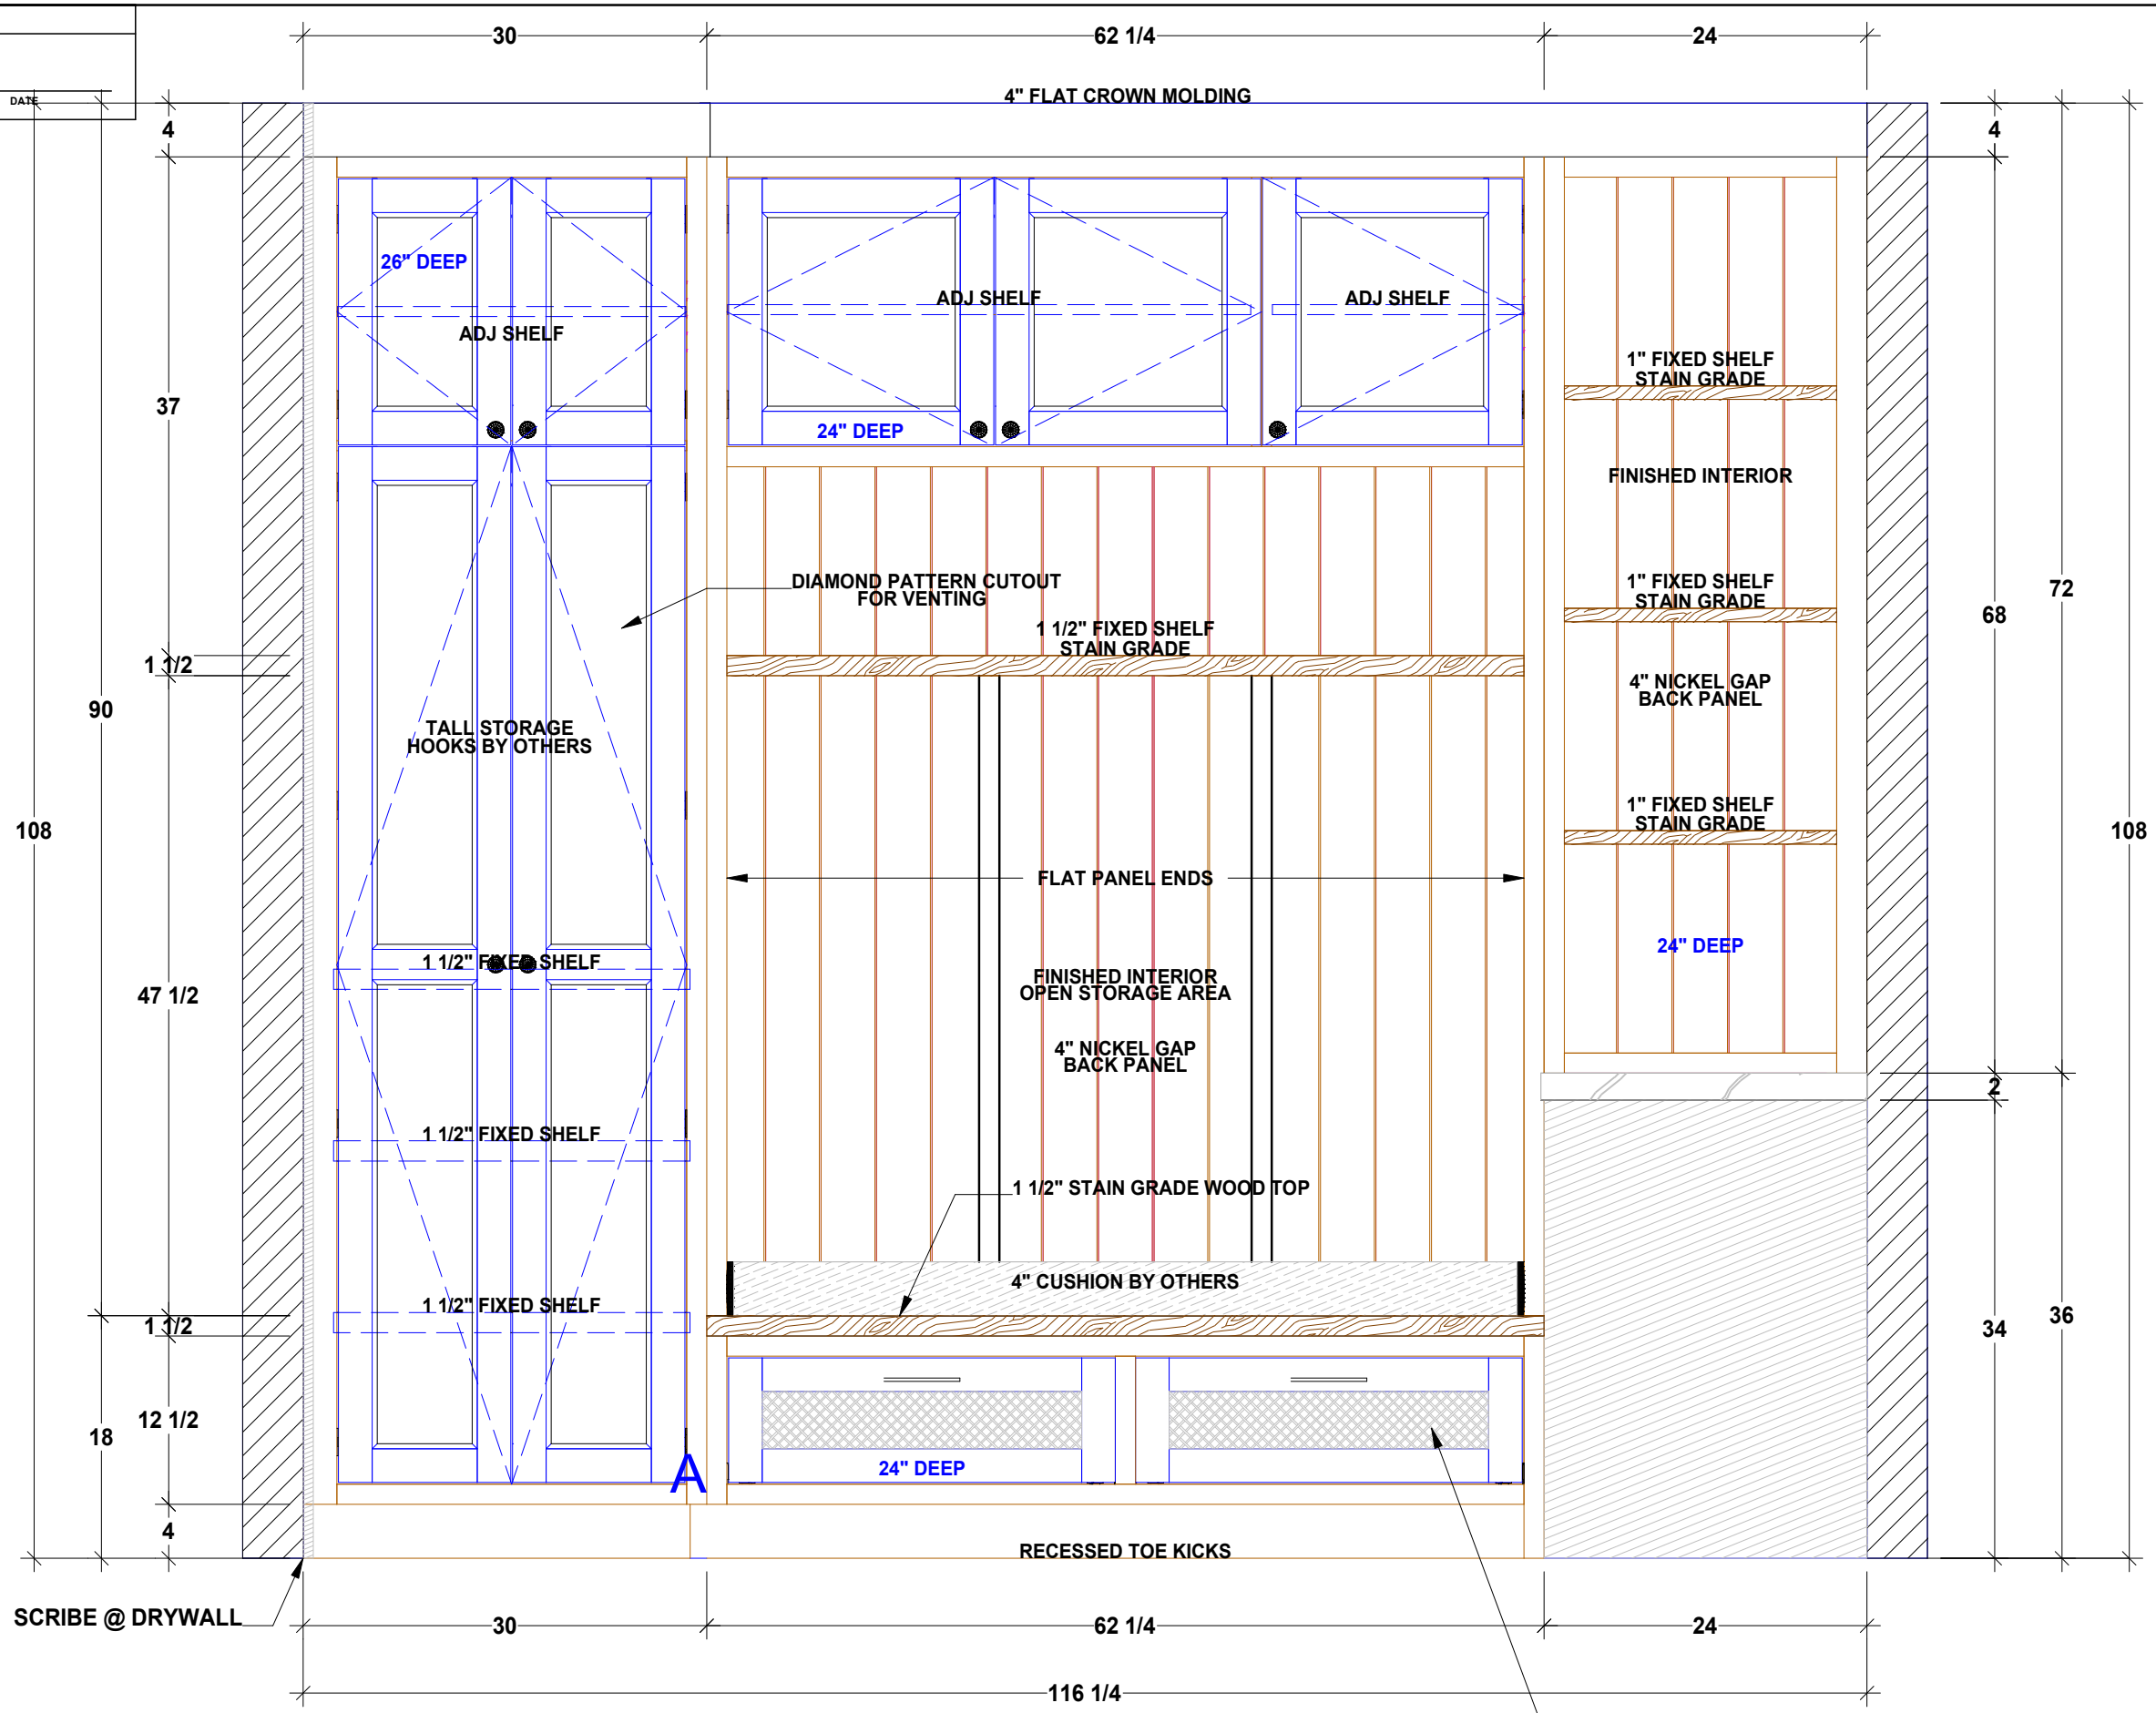 30
62 1/4
24
DATE
4" FLAT CROWN MOLDING
4
4
26" DEEP
ADJ SHELF
ADJ SHELF
ADJ SHELF
1" FIXED SHELF
STAIN GRADE
37
24" DEEP
FINISHED INTERIOR
DIAMOND PATTERN CUTOUT
FOR VENTING
1" FIXED SHELF
STAIN GRADE
72
68
1 1/2" FIXED SHELF
STAIN GRADE
1 1/2
90
4" NICKEL GAP
BACK PANEL
TALL STORAGE
HOOKS BY OTHERS
1" FIXED SHELF
STAIN GRADE
108
108
FLAT PANEL ENDS
24" DEEP
1 1/2" FIXED SHELF
47 1/2
FINISHED INTERIOR
OPEN STORAGE AREA
4" NICKEL GAP
BACK PANEL
2
1 1/2" FIXED SHELF
1 1/2" STAIN GRADE WOOD TOP
4" CUSHION BY OTHERS
1 1/2" FIXED SHELF
1 1/2
34
36
12 1/2
18
24" DEEP
A
4
RECESSED TOE KICKS
SCRIBE @ DRYWALL
30
62 1/4
24
116 1/4